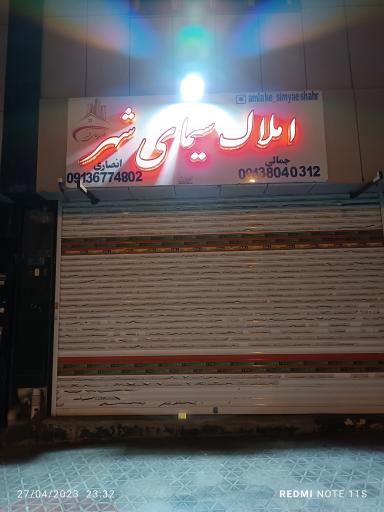 amlake_simyaeshahr
املاک سیمای شهر
جمالی
09138040312
انصاری
09136774802
27/04/2023 23:32
REDMI NOTE 11S